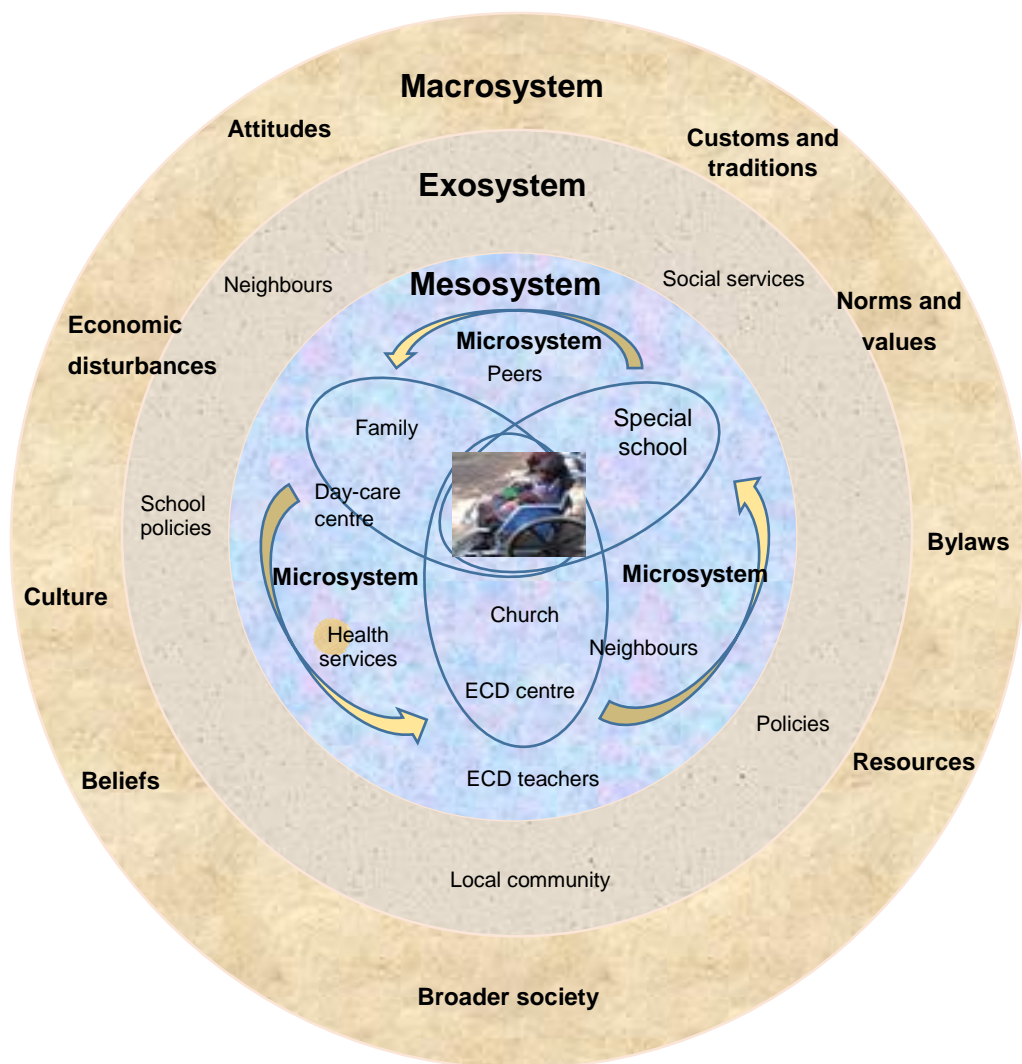 Macrosystem
Attitudes
Customs and
traditions
Exosystem
Neighbours
Social services
Mesosystem
Norms and
values
Economic
disturbances
Microsystem
Peers
Family
Special
school
School
policies
Day-care
centre
Bylaws
Microsystem
Microsystem
Culture
Church
Health
services
Neighbours
ECD centre
Policies
Resources
Beliefs
ECD teachers
Local community
Broader society